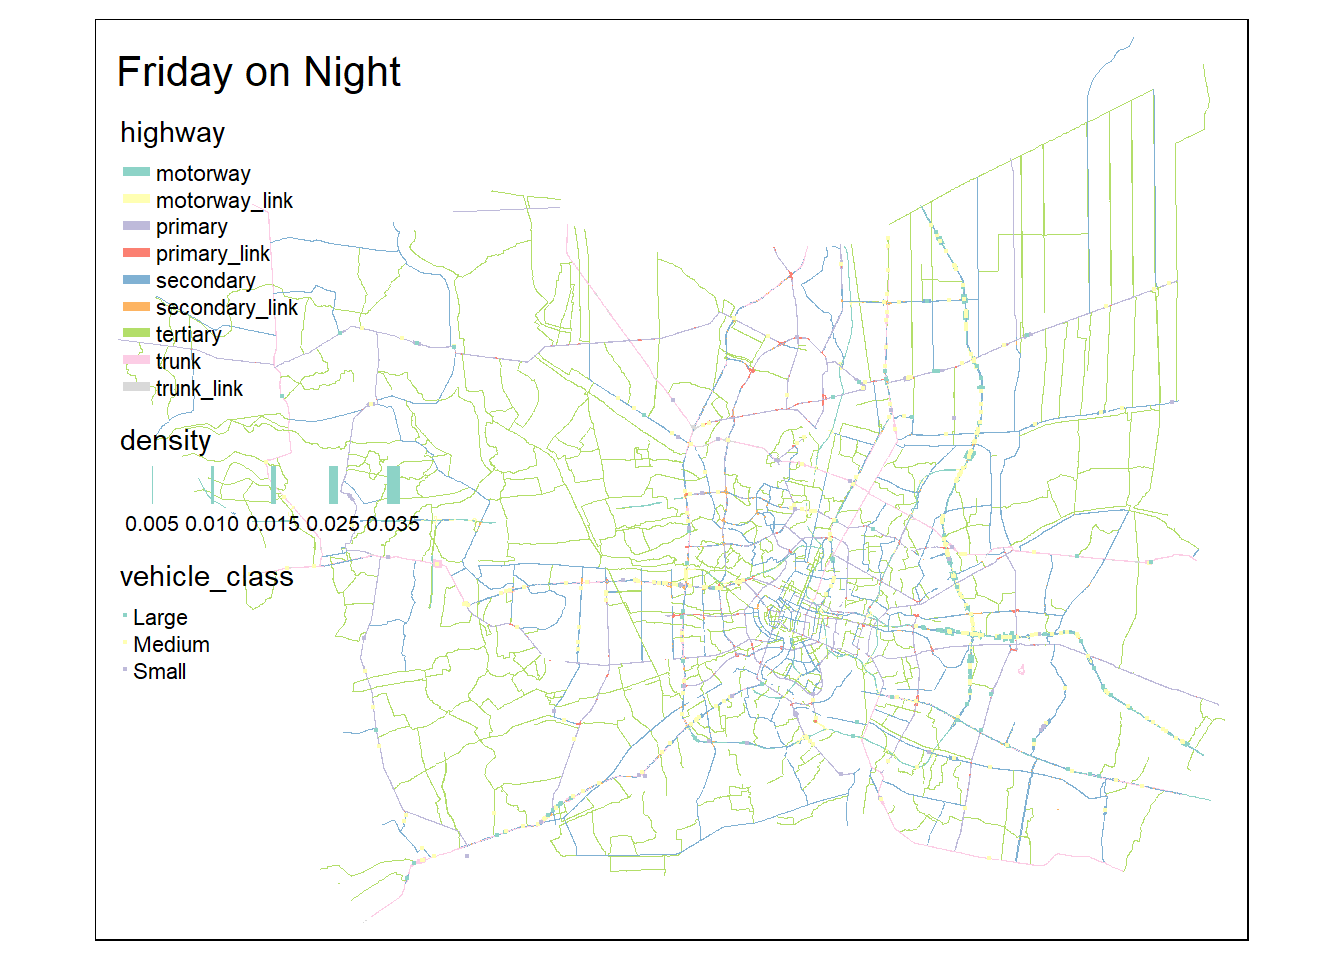 Friday on Night
highway
motorway
motorway_link
primary
primary_link
secondary
secondary_link
tertiary
trunk
trunk_link
density
0.005 0.010 0.015 0.025 0.035
vehicle_class
Large
Medium
Small